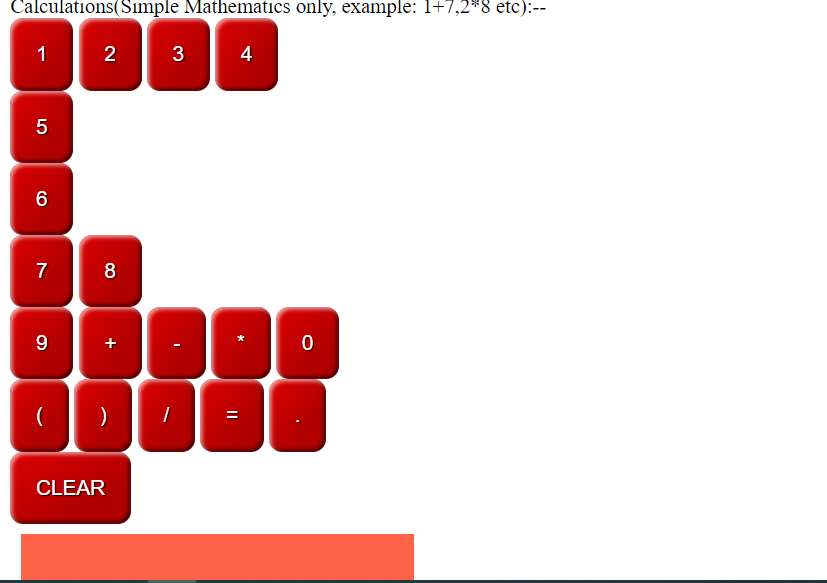 Calculations(Simple Mathematics only, example: 1+7,2*8 etc):--
1 2 3 4
5
6
7 8
9 + - * 0
( ) / = .
CLEAR